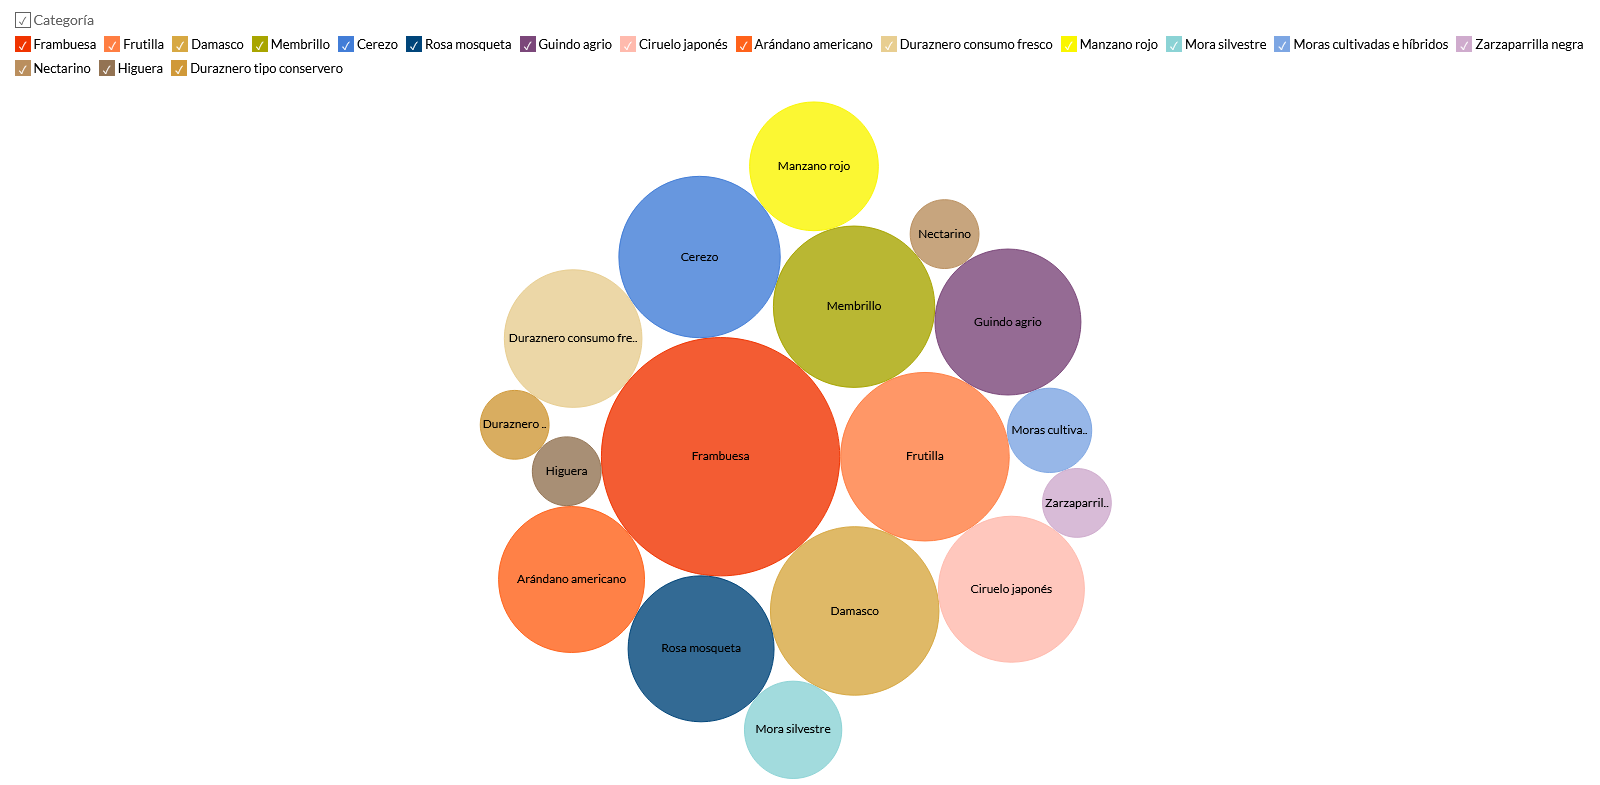 Categoría
Frambuesa Frutilla Damasco Membrillo Cerezo Rosa mosqueta Guindo agrio Ciruelo japonés Arándano americano Duraznero consumo fresco Manzano rojo Mora silvestre Moras cultivadas e híbridos Zarzaparrilla negra
Nectarino Higuera Duraznero tipo conservero
Manzano rojo
Nectarino
Cerezo
Membrillo
Guindo agrio
Duraznero consumo fre..
Duraznero ..
Moras cultiva..
Frambuesa
Frutilla
Higuera
Zarzaparril..
Arándano americano
Ciruelo japonés
Damasco
Rosa mosqueta
Mora silvestre